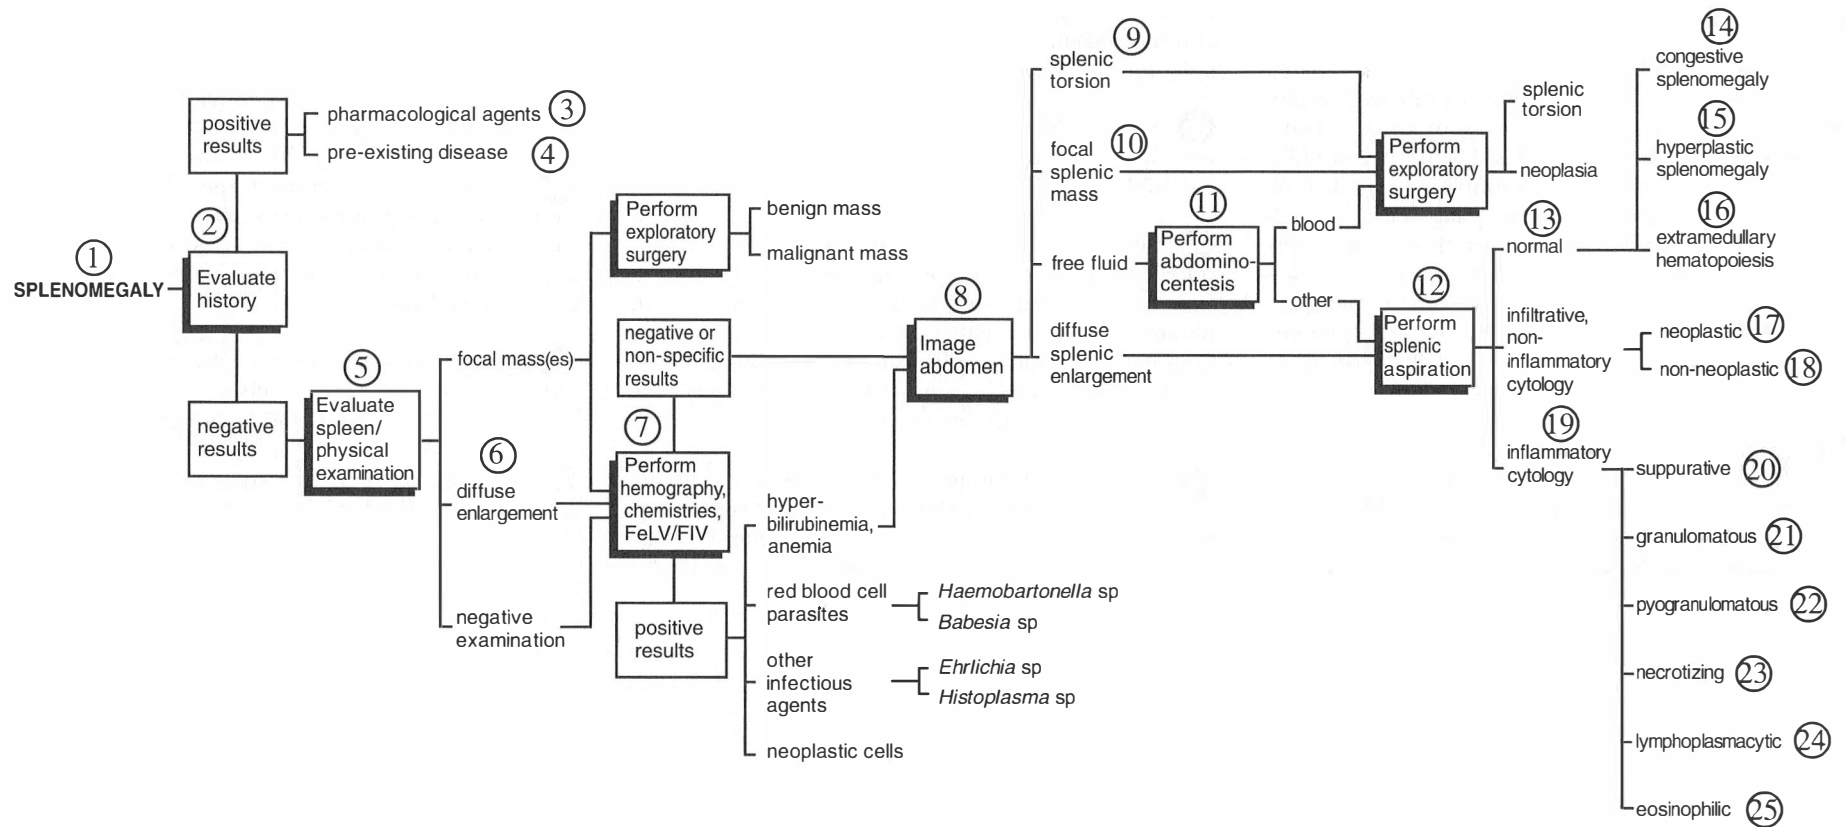 1
SPLENOMEGALY
2
Evaluate
history
positive
results
pharmacological agents 3
pre-existing disease 4
negative
results
5
Evaluate
spleen/
physical
examination
focal mass(es)
6
diffuse
enlargement
negative
examination
Perform
exploratory
surgery
benign mass
malignant mass
negative or
non-specific
results
7
Perform
hemography,
chemistries,
FeLV/FIV
positive
results
hyper-
bilirubinemia,
anemia
red blood cell
parasites
Haemobartonella sp
Babesia sp
other
infectious
agents
Ehrlichia sp
Histoplasma sp
neoplastic cells
8
Image
abdomen
9
splenic
torsion
10
focal
splenic
mass
free fluid
diffuse
splenic
enlargement
11
Perform
abdomino-
centesis
blood
other
Perform
exploratory
surgery
splenic
torsion
neoplasia
12
Perform
splenic
aspiration
13
normal
14
congestive
splenomegaly
15
hyperplastic
splenomegaly
16
extramedullary
hematopoiesis
infiltrative,
non-
inflammatory
cytology
neoplastic 17
non-neoplastic 18
19
inflammatory
cytology
suppurative 20
granulomatous 21
pyogranulomatous 22
necrotizing 23
lymphoplasmacytic 24
eosinophilic 25